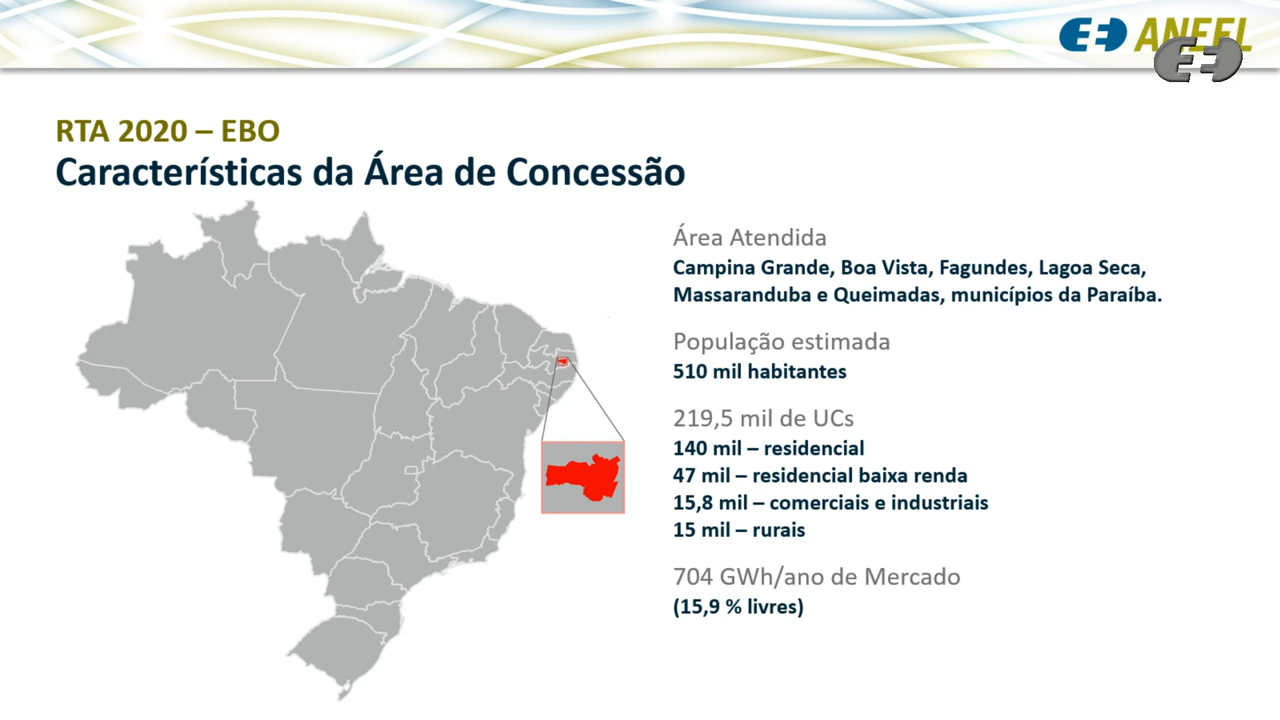 ANEEL
RTA 2020 – EBO
Características da Área de Concessão
Área Atendida
Campina Grande, Boa Vista, Fagundes, Lagoa Seca,
Massaranduba e Queimadas, municípios da Paraíba.
População estimada
510 mil habitantes
219,5 mil de UCs
140 mil – residencial
47 mil – residencial baixa renda
15,8 mil – comerciais e industriais
15 mil – rurais
704 GWh/ano de Mercado
(15,9 % livres)